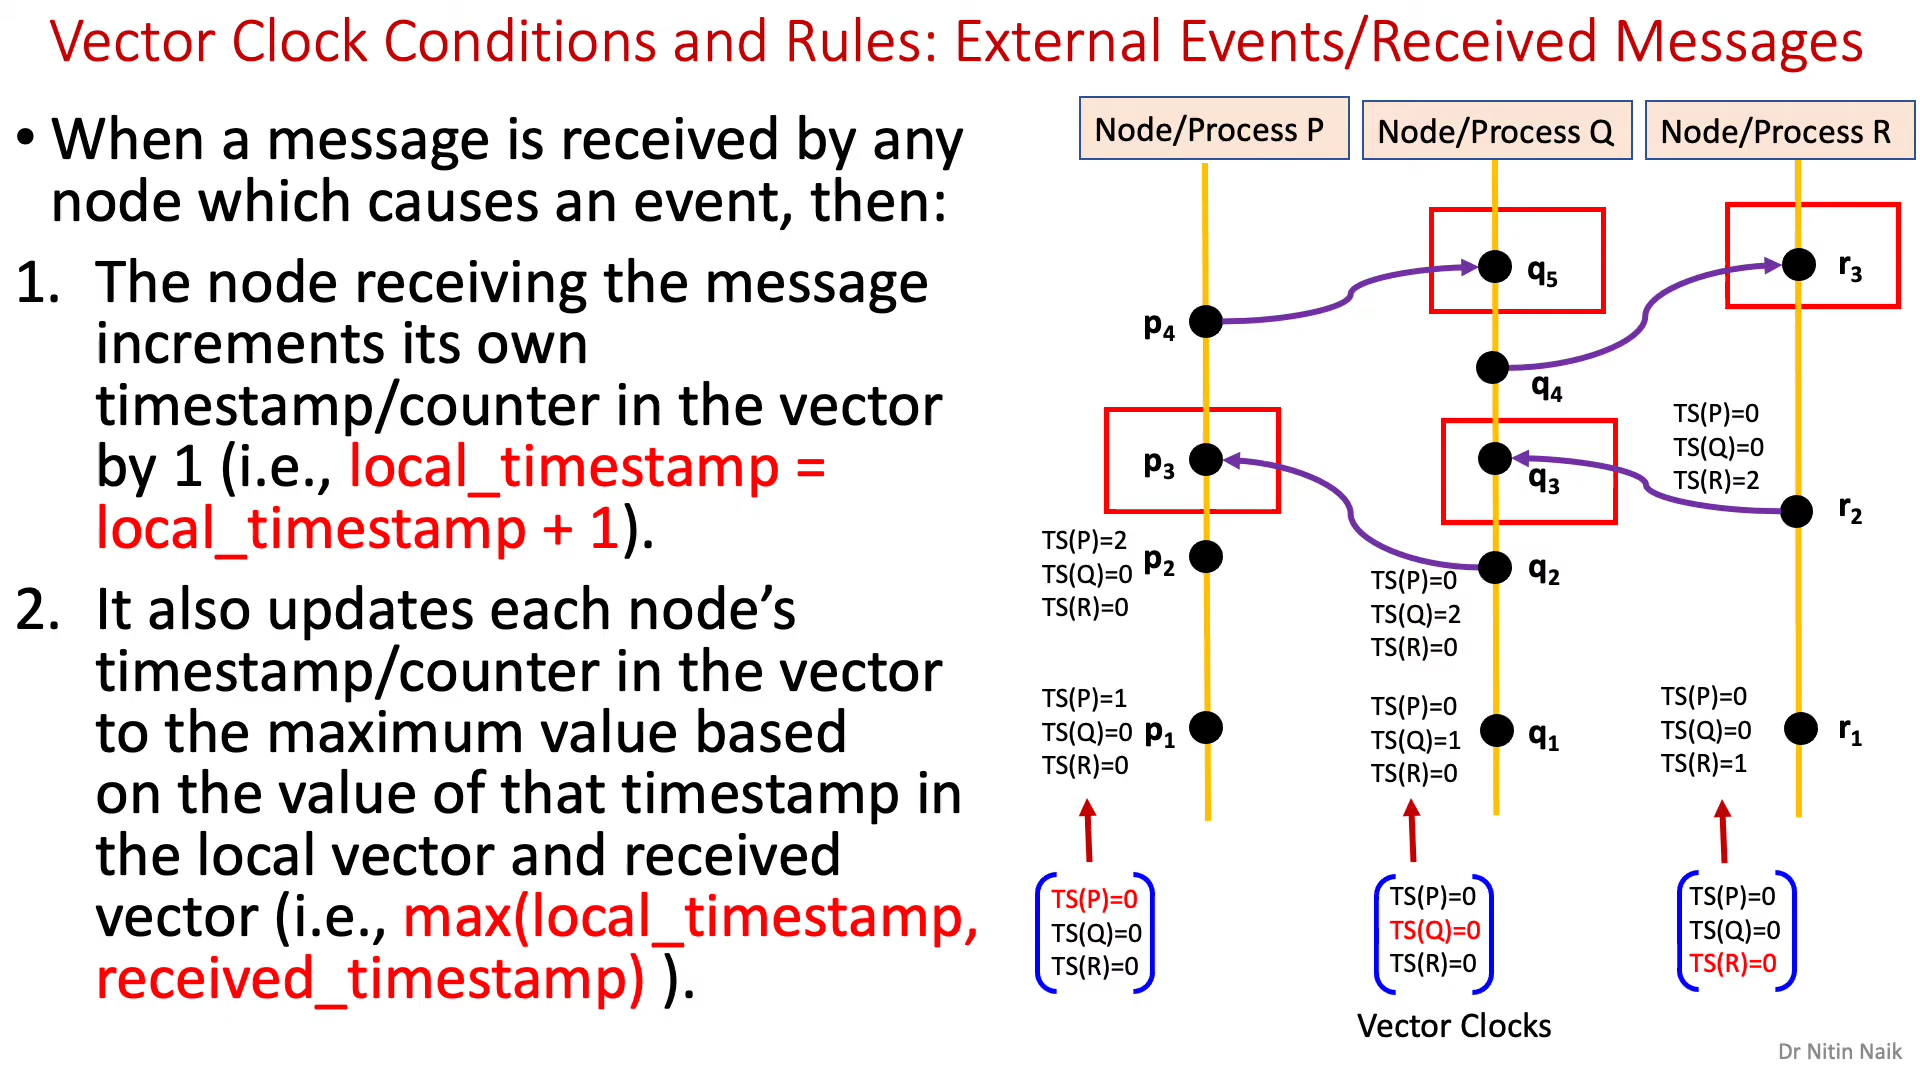 Vector Clock Conditions and Rules: External Events/Received Messages
• When a message is received by any
node which causes an event, then:
1. The node receiving the message
increments its own
timestamp/counter in the vector
by 1 (i.e., local_timestamp =
local_timestamp + 1).
2. It also updates each node’s
timestamp/counter in the vector
to the maximum value based
on the value of that timestamp in
the local vector and received
vector (i.e., max(local_timestamp,
received_timestamp) ).
Node/Process P
Node/Process Q
Node/Process R
q5
r3
p4
q4
TS(P)=0
TS(Q)=0
TS(R)=2
p3
q3
r2
TS(P)=2
TS(Q)=0
TS(R)=0
p2
q2
TS(P)=0
TS(Q)=2
TS(R)=0
TS(P)=1
TS(Q)=0
TS(R)=0
p1
TS(P)=0
TS(Q)=1
TS(R)=0
q1
TS(P)=0
TS(Q)=0
TS(R)=1
r1
TS(P)=0
TS(Q)=0
TS(R)=0
TS(P)=0
TS(Q)=0
TS(R)=0
TS(P)=0
TS(Q)=0
TS(R)=0
Vector Clocks
Dr Nitin Naik